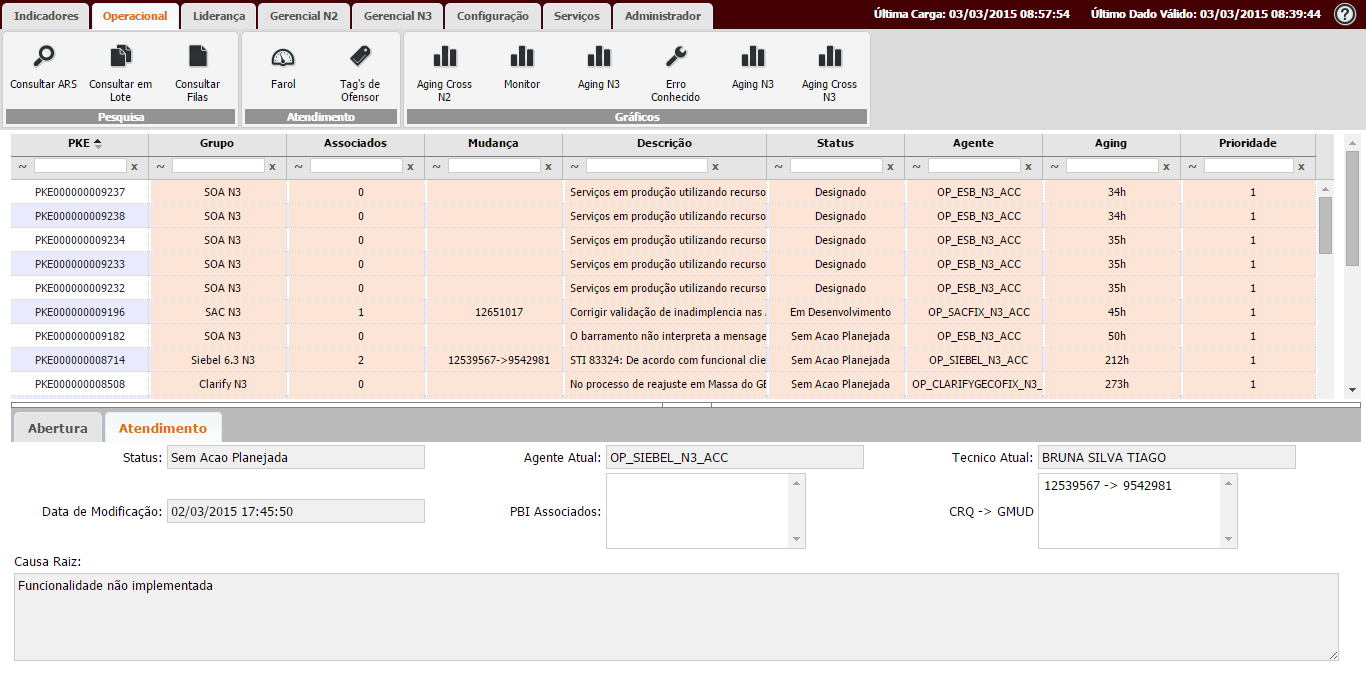 Indicadores Operacional Liderança Gerencial N2 Gerencial N3 Configuração Serviços Administrador Última Carga: 03/03/2015 08:57:54 Último Dado Válido: 03/03/2015 08:39:44 ?
Consultar ARS Consultar em Lote Consultar Filas Farol Tag's de Ofensor Aging Cross N2 Monitor Aging N3 Erro Conhecido Aging N3 Aging Cross N3
Pesquisa Atendimento Gráficos
PKE Grupo Associados Mudança Descrição Status Agente Aging Prioridade
~ x ~ x ~ x ~ x ~ x ~ x ~ x ~ x ~ x
PKE000000009237 SOA N3 0 Serviços em produção utilizando recurso Designado OP_ESB_N3_ACC 34h 1
PKE000000009238 SOA N3 0 Serviços em produção utilizando recurso Designado OP_ESB_N3_ACC 34h 1
PKE000000009234 SOA N3 0 Serviços em produção utilizando recurso Designado OP_ESB_N3_ACC 35h 1
PKE000000009233 SOA N3 0 Serviços em produção utilizando recurso Designado OP_ESB_N3_ACC 35h 1
PKE000000009232 SOA N3 0 Serviços em produção utilizando recurso Designado OP_ESB_N3_ACC 35h 1
PKE000000009196 SAC N3 1 12651017 Corrigir validação de inadimplencia nas Em Desenvolvimento OP_SACFIX_N3_ACC 45h 1
PKE000000009182 SOA N3 0 O barramento não interpreta a mensage Sem Acao Planejada OP_ESB_N3_ACC 50h 1
PKE000000008714 Siebel 6.3 N3 2 12539567->9542981 STI 83324: De acordo com funcional clie Sem Acao Planejada OP_SIEBEL_N3_ACC 212h 1
PKE000000008508 Clarify N3 0 No processo de reajuste em Massa do GE Sem Acao Planejada OP_CLARIFYGECOFIX_N3_ 273h 1
Abertura Atendimento
Status: Sem Acao Planejada Agente Atual: OP_SIEBEL_N3_ACC Tecnico Atual: BRUNA SILVA TIAGO
12539567 -> 9542981
Data de Modificação: 02/03/2015 17:45:50 PBI Associados: CRQ -> GMUD
Causa Raiz:
Funcionalidade não implementada